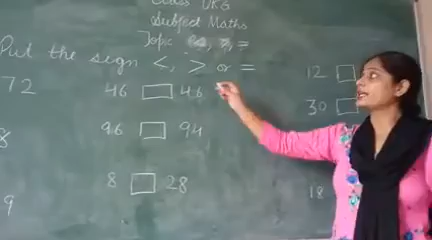 Class UKG
Subject Maths
Topic <, >, =
Put the sign <, > or =
72 46 □ 46 12 □
8 96 □ 94 30 □
9 8 □ 28 18